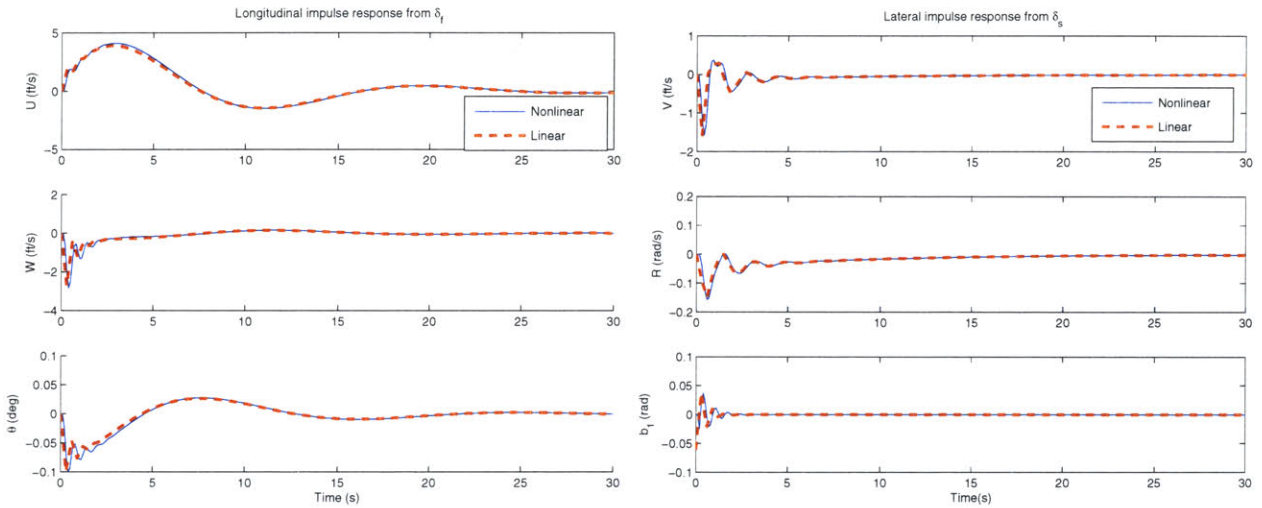 Longitudinal impulse response from δf
5
0
−5
U (ft/s)
0 5 10 15 20 25 30
Nonlinear
Linear
2
0
−2
−4
W (ft/s)
0 5 10 15 20 25 30
0.1
0.05
0
−0.05
−0.1
θ (deg)
0 5 10 15 20 25 30
Time (s)
Lateral impulse response from δs
1
0
−1
−2
V (ft/s)
0 5 10 15 20 25 30
Nonlinear
Linear
0.2
0.1
0
−0.1
−0.2
R (rad/s)
0 5 10 15 20 25 30
0.1
0.05
0
−0.05
−0.1
b1 (rad)
0 5 10 15 20 25 30
Time(s)